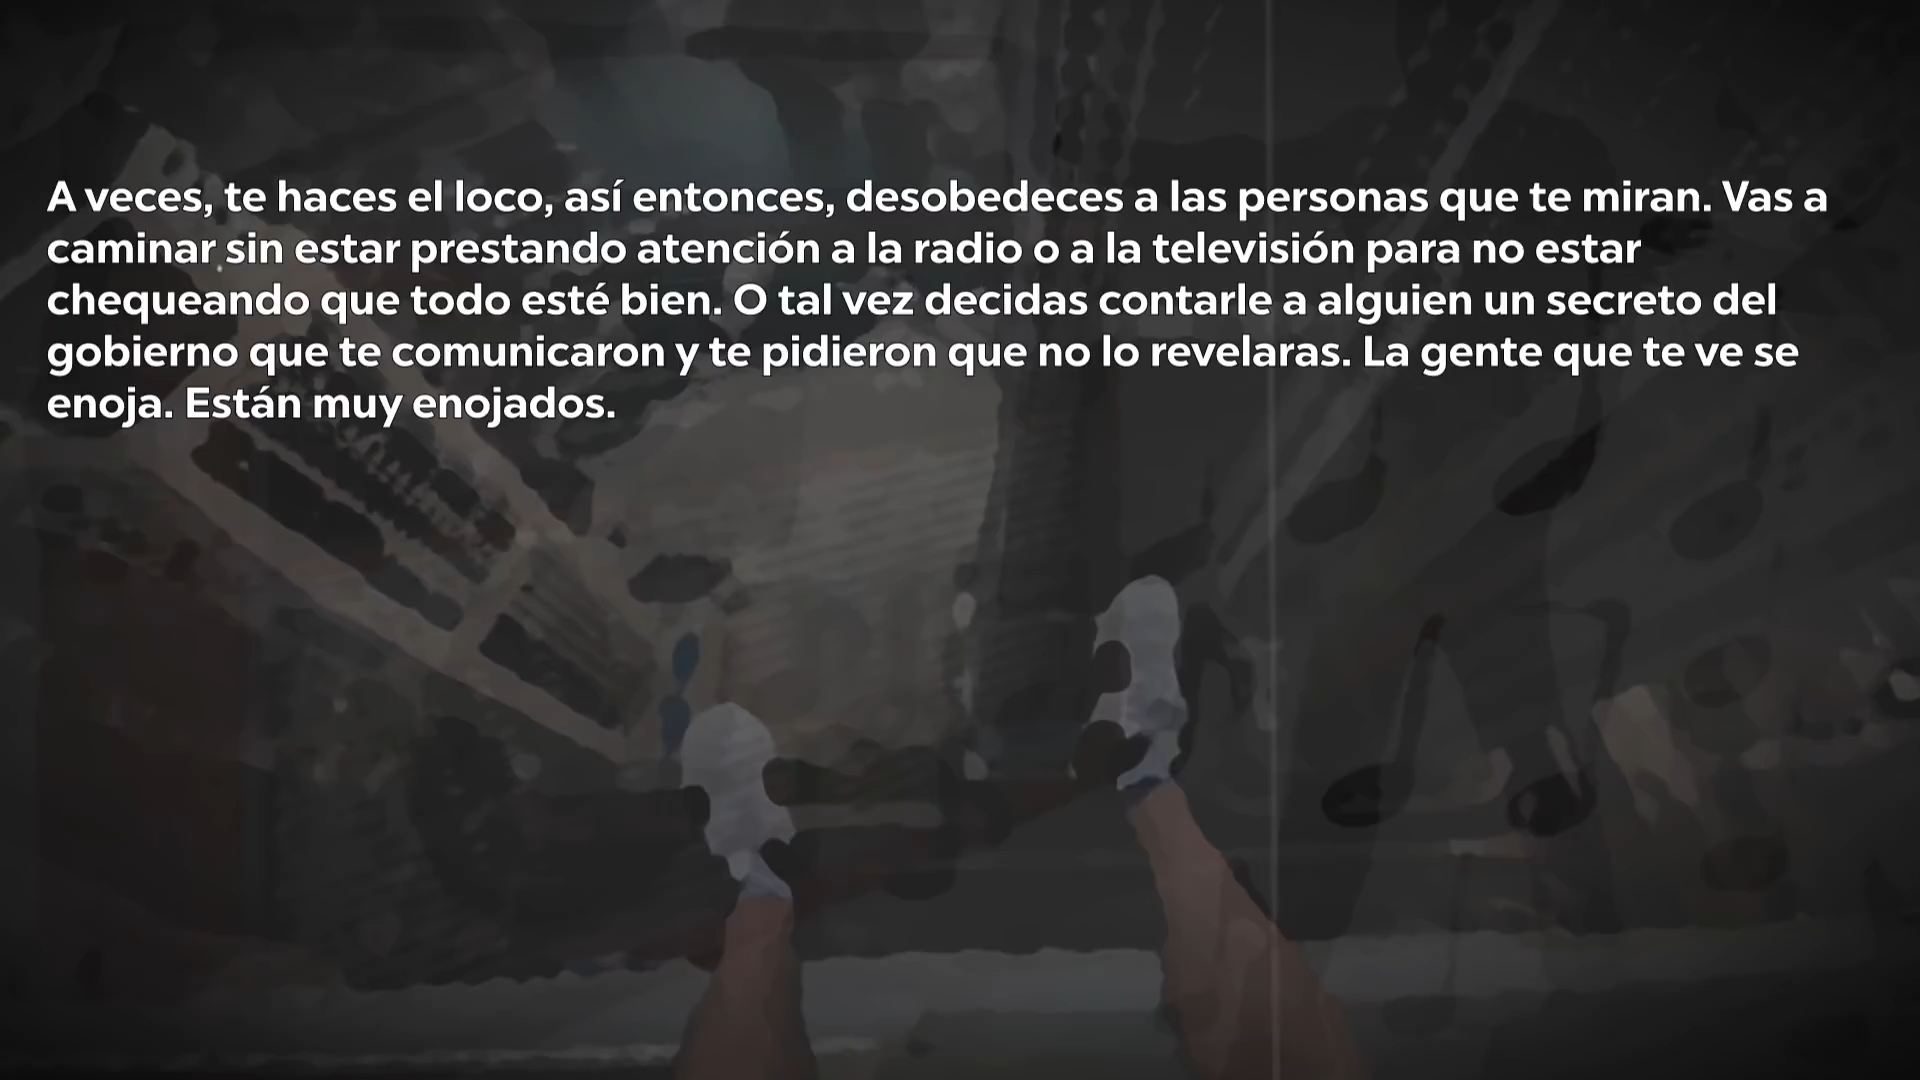 A veces, te haces el loco, así entonces, desobedeces a las personas que te miran. Vas a
caminar sin estar prestando atención a la radio o a la televisión para no estar
chequeando que todo esté bien. O tal vez decidas contarle a alguien un secreto del
gobierno que te comunicaron y te pidieron que no lo revelaras. La gente que te ve se
enoja. Están muy enojados.